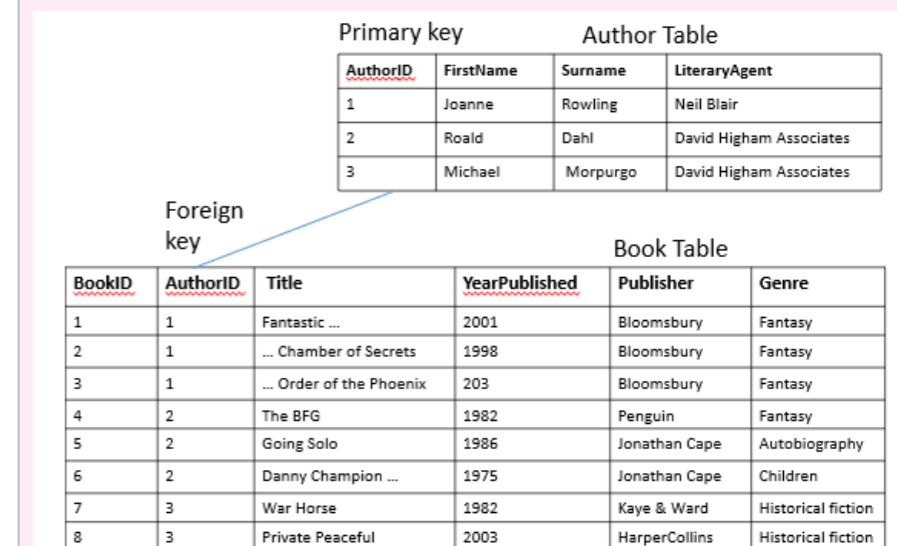 Primary key Author Table
AuthorID FirstName Surname LiteraryAgent
1 Joanne Rowling Neil Blair
2 Roald Dahl David Higham Associates
3 Michael Morpurgo David Higham Associates
Foreign
key
Book Table
BookID AuthorID Title YearPublished Publisher Genre
1 1 Fantastic ... 2001 Bloomsbury Fantasy
2 1 ... Chamber of Secrets 1998 Bloomsbury Fantasy
3 1 ... Order of the Phoenix 203 Bloomsbury Fantasy
4 2 The BFG 1982 Penguin Fantasy
5 2 Going Solo 1986 Jonathan Cape Autobiography
6 2 Danny Champion ... 1975 Jonathan Cape Children
7 3 War Horse 1982 Kaye & Ward Historical fiction
8 3 Private Peaceful 2003 HarperCollins Historical fiction